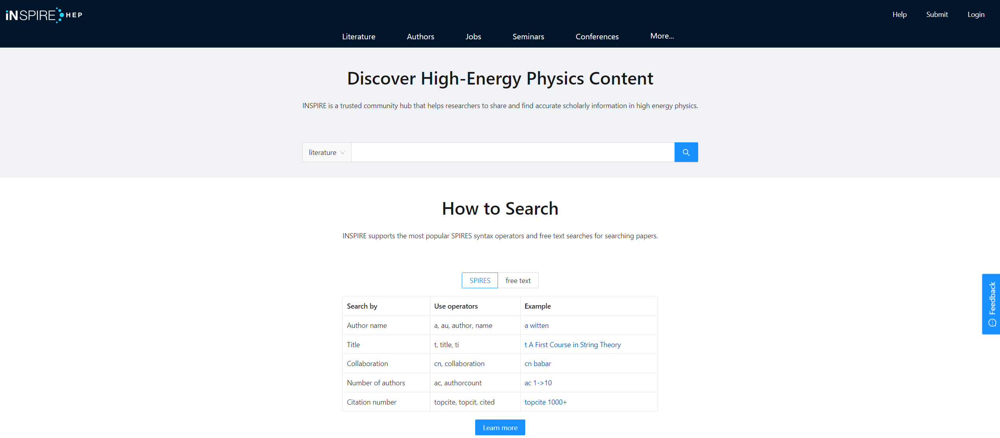 iNSPIRE HEP
Help Submit Login
Literature Authors Jobs Seminars Conferences More...
Discover High-Energy Physics Content
INSPIRE is a trusted community hub that helps researchers to share and find accurate scholarly information in high energy physics.
literature
How to Search
INSPIRE supports the most popular SPIRES syntax operators and free text searches for searching papers.
SPIRES free text
Search by Use operators Example
Author name a, au, author, name a witten
Title t, title, ti t A First Course in String Theory
Collaboration cn, collaboration cn babar
Number of authors ac, authorcount ac 1->10
Citation number topcite, topcit, cited topcite 1000+
Learn more
Feedback